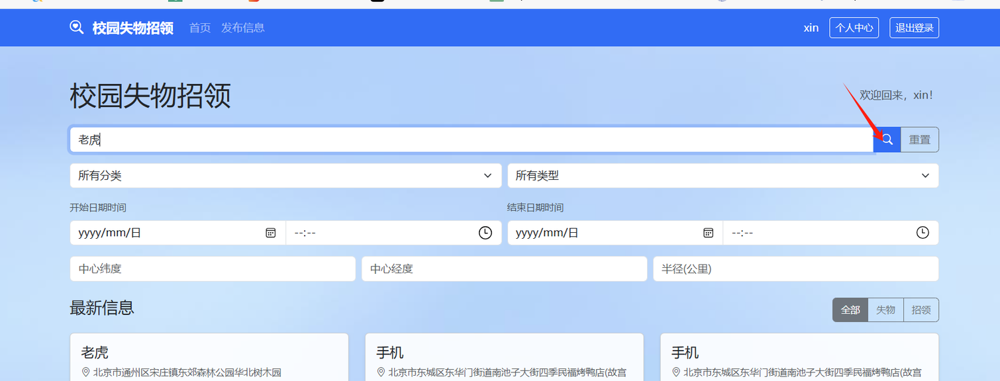 校园失物招领 首页 发布信息 xin 个人中心 退出登录
校园失物招领 欢迎回来，xin！
老虎 重置
所有分类 所有类型
开始日期时间 结束日期时间
yyyy/mm/日 --:-- yyyy/mm/日 --:--
中心纬度 中心经度 半径(公里)
最新信息 全部 失物 招领
老虎 手机 手机
北京市通州区宋庄镇东郊森林公园华北树木园 北京市东城区东华门街道南池子大街四季民福烤鸭店(故宫 北京市东城区东华门街道南池子大街四季民福烤鸭店(故宫